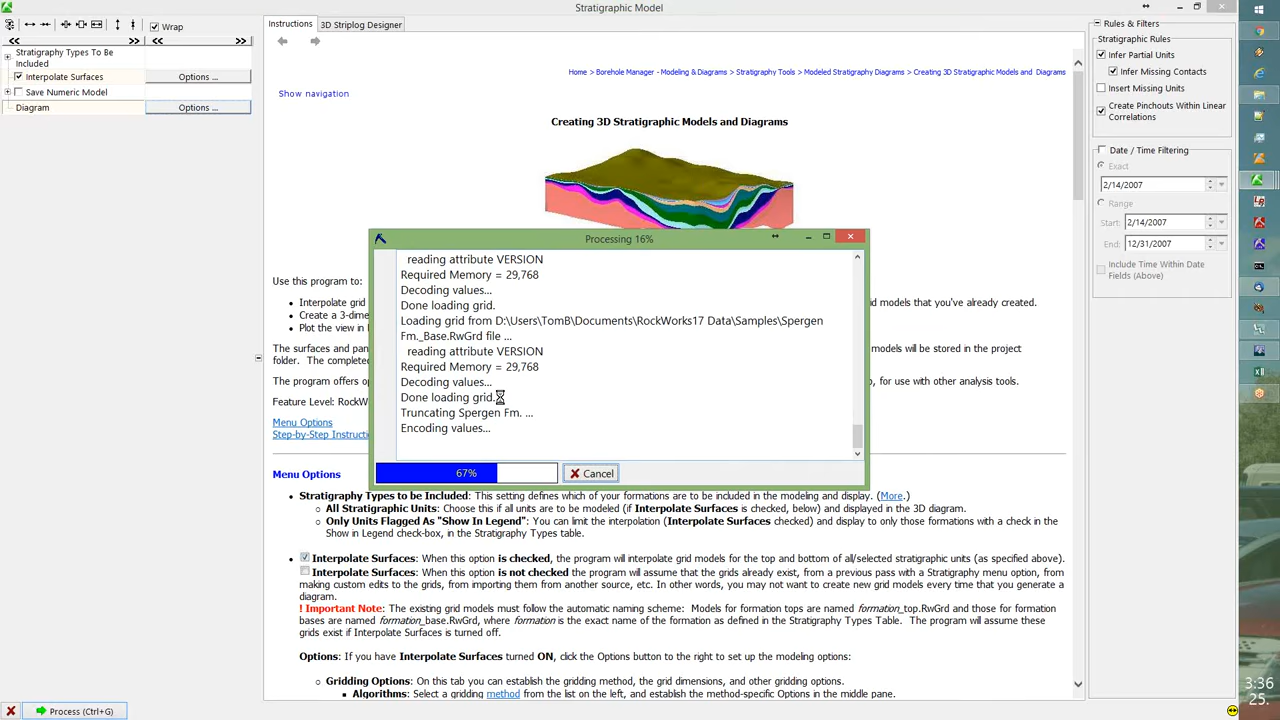 Stratigraphic Model
Wrap
<< >> << >>
Stratigraphy Types To Be
Included
Interpolate Surfaces
Options ...
Save Numeric Model
Diagram
Options ...
Instructions
3D Striplog Designer
Home > Borehole Manager - Modeling & Diagrams > Stratigraphy Tools > Modeled Stratigraphy Diagrams > Creating 3D Stratigraphic Models and Diagrams
Show navigation
Creating 3D Stratigraphic Models and Diagrams
Use this program to:
Interpolate grid
id models that you've already created.
Create a 3-dime
Plot the view in
The surfaces and pan
models will be stored in the project
folder. The completed
The program offers op
, for use with other analysis tools.
Feature Level: RockW
Menu Options
Step-by-Step Instructi
Processing 16%
reading attribute VERSION
Required Memory = 29,768
Decoding values...
Done loading grid.
Loading grid from D:\Users\TomB\Documents\RockWorks17 Data\Samples\Spergen
Fm._Base.RwGrd file ...
reading attribute VERSION
Required Memory = 29,768
Decoding values...
Done loading grid.
Truncating Spergen Fm. ...
Encoding values...
67%
Cancel
Menu Options
Stratigraphy Types to be Included: This setting defines which of your formations are to be included in the modeling and display. (More.)
All Stratigraphic Units: Choose this if all units are to be modeled (if Interpolate Surfaces is checked, below) and displayed in the 3D diagram.
Only Units Flagged As "Show In Legend": You can limit the interpolation (Interpolate Surfaces checked) and display to only those formations with a check in the
Show in Legend check-box, in the Stratigraphy Types table.
Interpolate Surfaces: When this option is checked, the program will interpolate grid models for the top and bottom of all/selected stratigraphic units (as specified above).
Interpolate Surfaces: When this option is not checked the program will assume that the grids already exist, from a previous pass with a Stratigraphy menu option, from
making custom edits to the grids, from importing them from another source, etc. In other words, you may not want to create new grid models every time that you generate a
diagram.
! Important Note: The existing grid models must follow the automatic naming scheme: Models for formation tops are named formation_top.RwGrd and those for formation
bases are named formation_base.RwGrd, where formation is the exact name of the formation as defined in the Stratigraphy Types Table. The program will assume these
grids exist if Interpolate Surfaces is turned off.
Options: If you have Interpolate Surfaces turned ON, click the Options button to the right to set up the modeling options:
Gridding Options: On this tab you can establish the gridding method, the grid dimensions, and other gridding options.
Algorithms: Select a gridding method from the list on the left, and establish the method-specific Options in the middle pane.
Rules & Filters
Stratigraphic Rules
Infer Partial Units
Infer Missing Contacts
Insert Missing Units
Create Pinchouts Within Linear
Correlations
Date / Time Filtering
Exact
2/14/2007
Range
Start: 2/14/2007
End: 12/31/2007
Include Time Within Date
Fields (Above)
Process (Ctrl+G)
3:36
25.